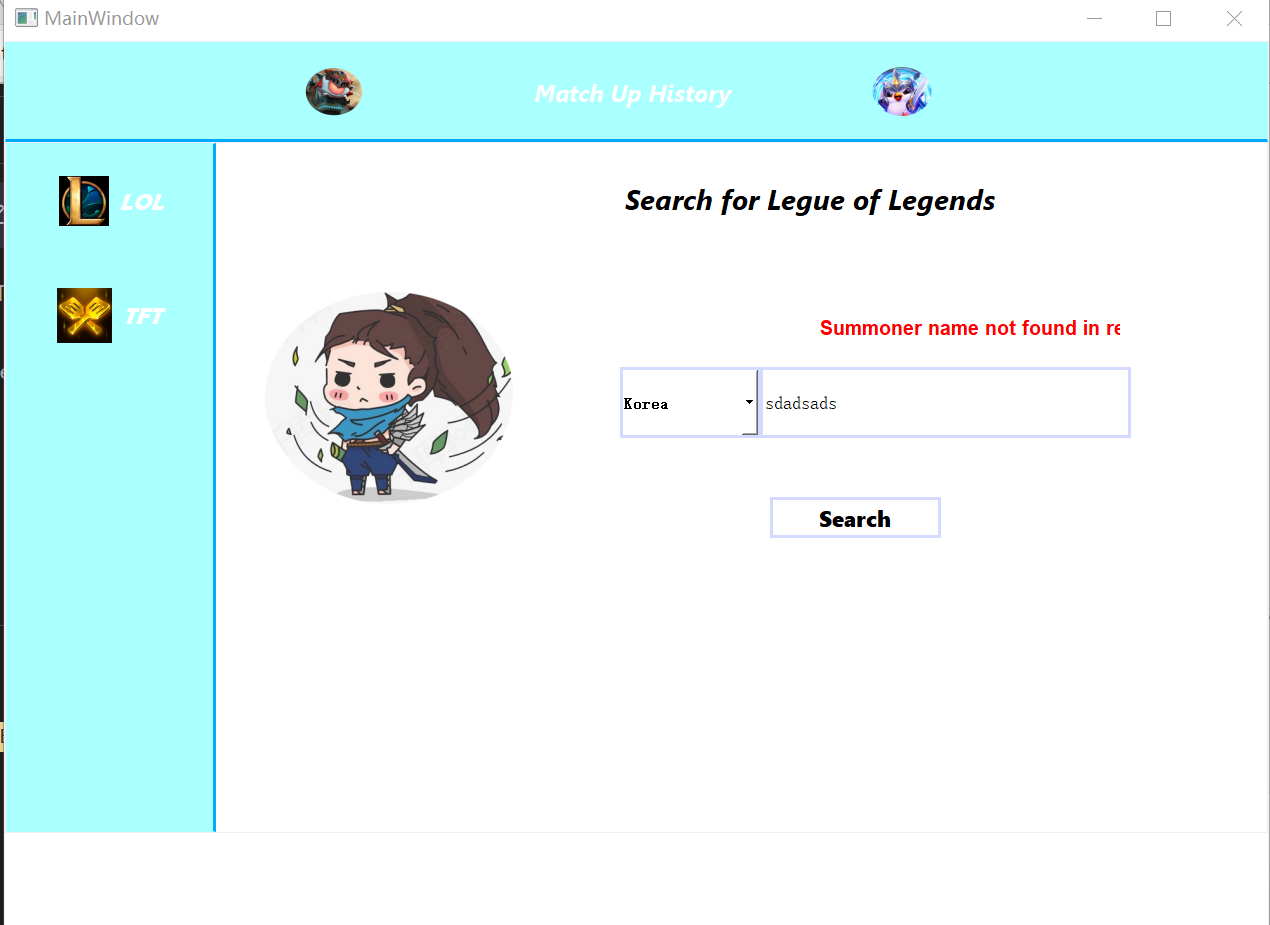 MainWindow
Match Up History
LOL
Search for Legue of Legends
TFT
Summoner name not found in re
Korea
sdadsads
Search